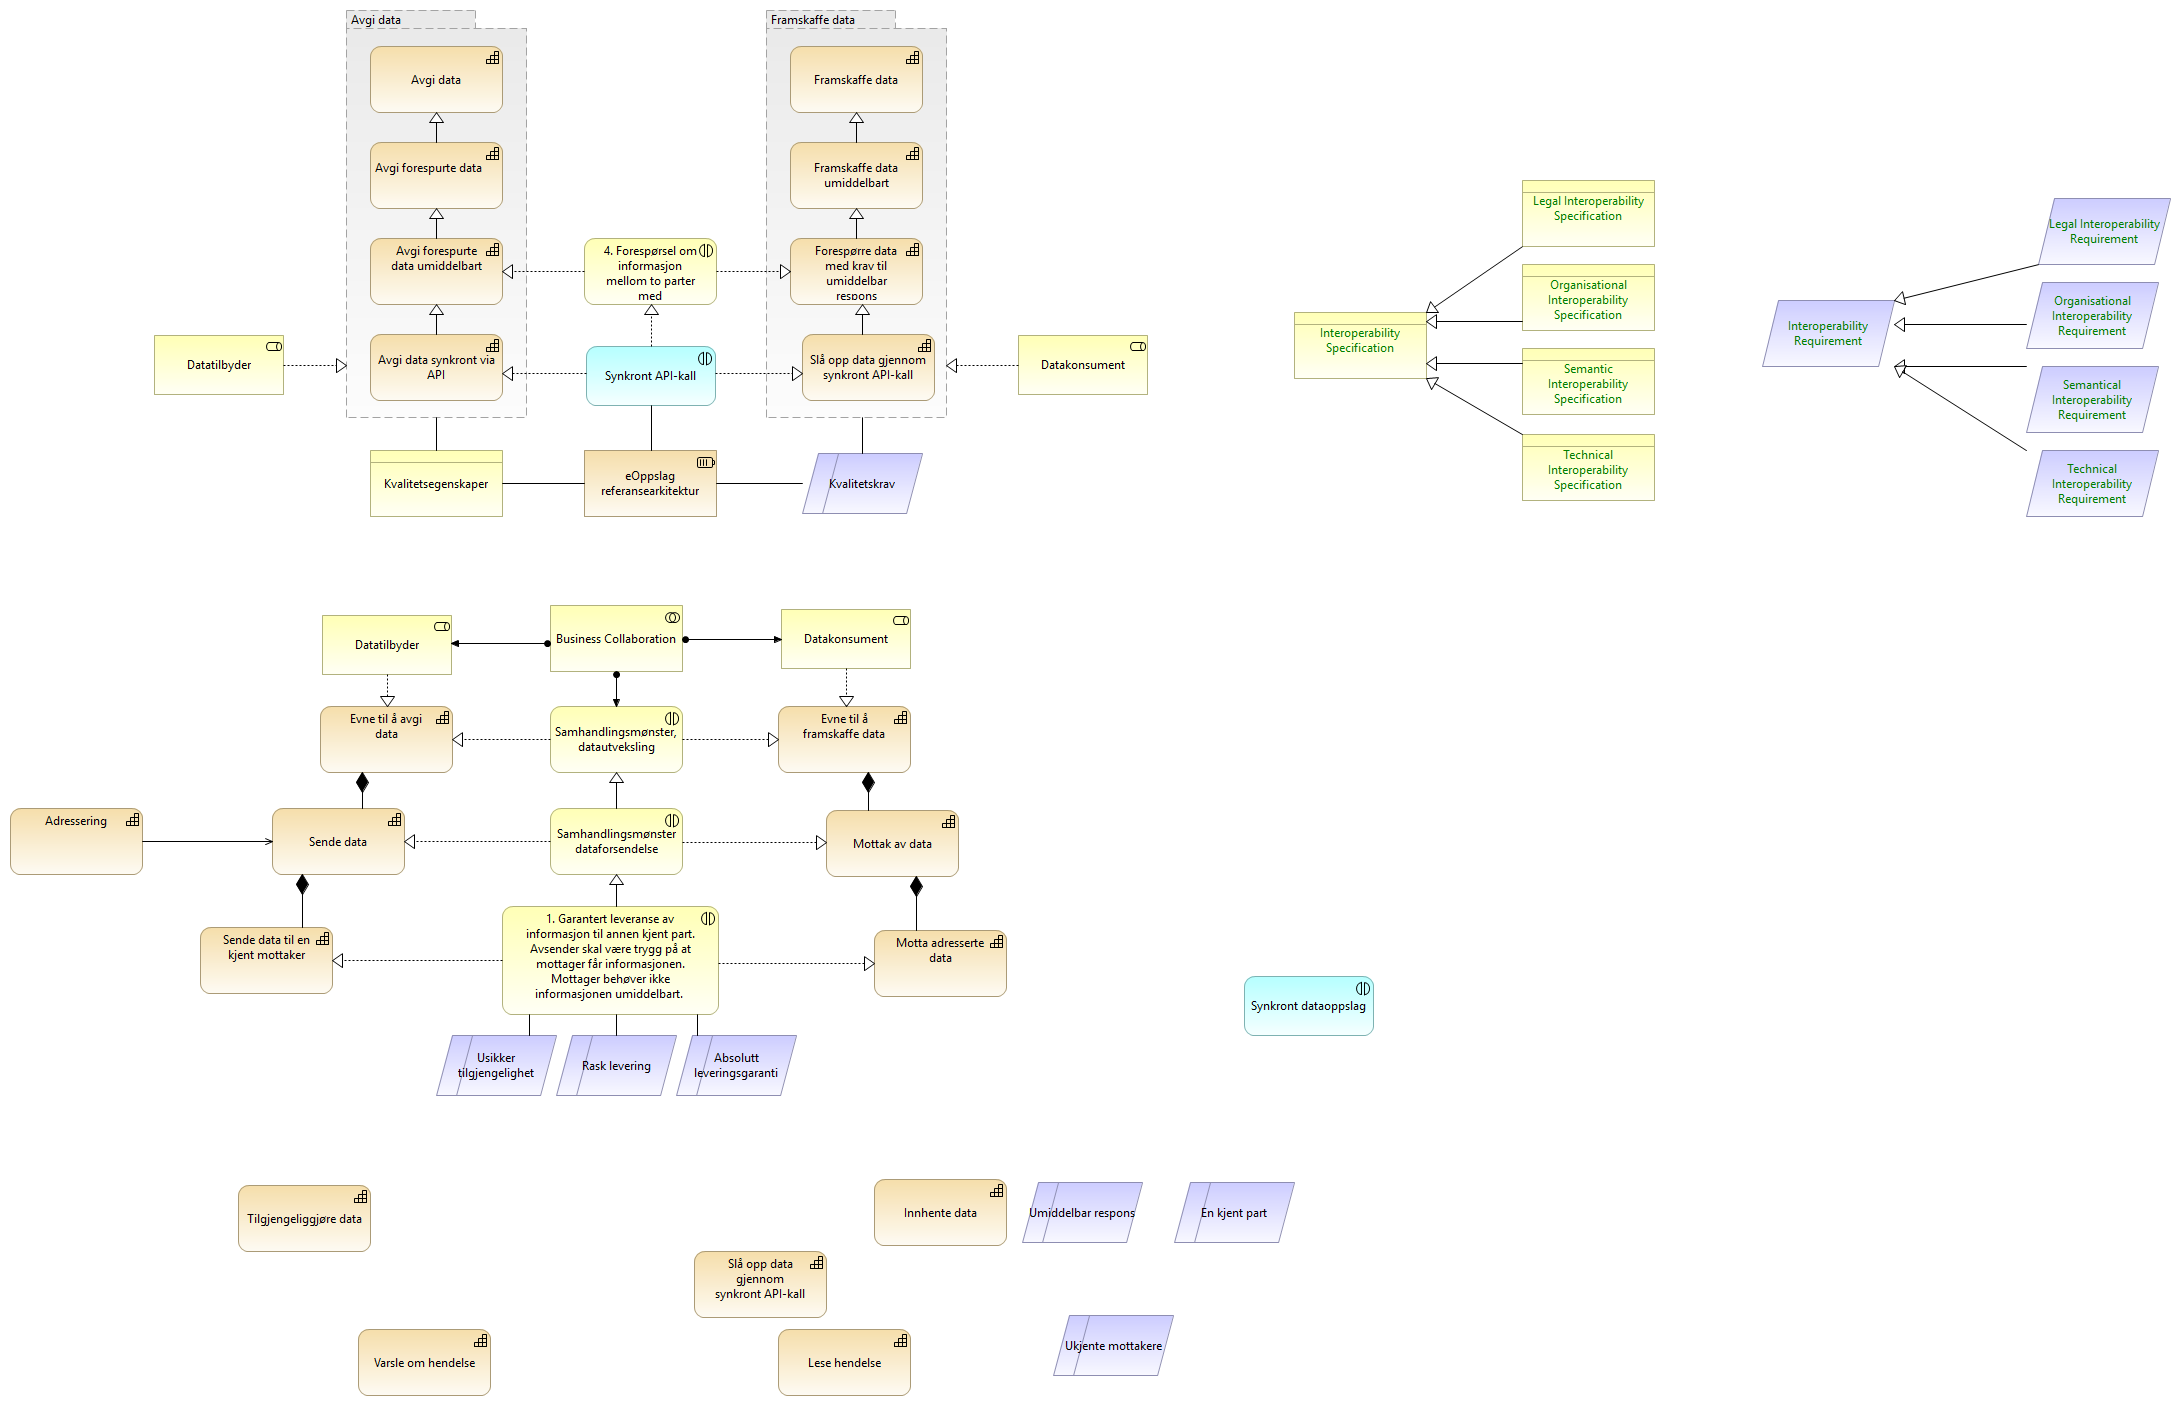 Avgi data
Framskaffe data
Avgi data
Framskaffe data
Avgi forespurte data
Framskaffe data
umiddelbart
Avgi forespurte
data umiddelbart
4. Forespørsel om
informasjon
mellom to parter
med
Forespørre data
med krav til
umiddelbar
respons
Datatilbyder
Avgi data synkront via
API
Synkront API-kall
Slå opp data gjennom
synkront API-kall
Datakonsument
Kvalitetsegenskaper
eOppslag
referansearkitektur
Kvalitetskrav
Legal Interoperability
Specification
Organisational
Interoperability
Specification
Interoperability
Specification
Semantic
Interoperability
Specification
Technical
Interoperability
Specification
Legal Interoperability
Requirement
Organisational
Interoperability
Requirement
Interoperability
Requirement
Semantical
Interoperability
Requirement
Technical
Interoperability
Requirement
Datatilbyder
Business Collaboration
Datakonsument
Evne til å avgi
data
Samhandlingsmønster,
datautveksling
Evne til å
framskaffe data
Adressering
Sende data
Samhandlingsmønster
dataforsendelse
Mottak av data
Sende data til en
kjent mottaker
1. Garantert leveranse av
informasjon til annen kjent part.
Avsender skal være trygg på at
mottager får informasjonen.
Mottager behøver ikke
informasjonen umiddelbart.
Motta adresserte
data
Synkront dataoppslag
Usikker
tilgjengelighet
Rask levering
Absolutt
leveringsgaranti
Tilgjengeliggjøre data
Innhente data
Umiddelbar respons
En kjent part
Slå opp data
gjennom
synkront API-kall
Varsle om hendelse
Lese hendelse
Ukjente mottakere